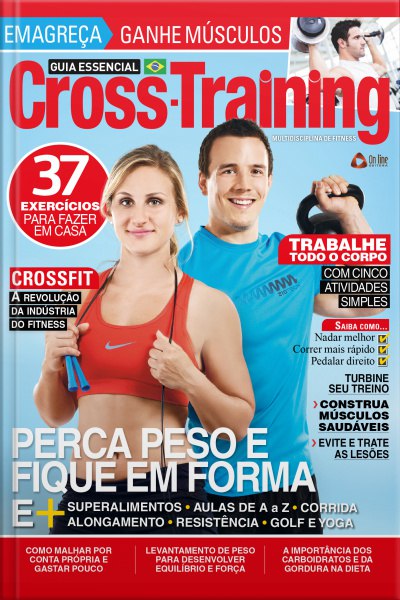 EMAGREÇA GANHE MÚSCULOS
GUIA ESSENCIAL
Cross-Training
MULTIDISCIPLINA DE FITNESS
On line
EDITORA
37
EXERCÍCIOS
PARA FAZER
EM CASA
TRABALHE
TODO O CORPO
COM CINCO
ATIVIDADES
SIMPLES
CROSSFIT
A REVOLUÇÃO
DA INDÚSTRIA
DO FITNESS
SAIBA COMO...
Nadar melhor
Correr mais rápido
Pedalar direito
TURBINE
SEU TREINO
CONSTRUA
MÚSCULOS
SAUDÁVEIS
EVITE E TRATE
AS LESÕES
PERCA PESO E
FIQUE EM FORMA
E + SUPERALIMENTOS • AULAS DE A a Z • CORRIDA
ALONGAMENTO • RESISTÊNCIA • GOLF E YOGA
COMO MALHAR POR
CONTA PRÓPRIA E
GASTAR POUCO
LEVANTAMENTO DE PESO
PARA DESENVOLVER
EQUILÍBRIO E FORÇA
A IMPORTÂNCIA DOS
CARBOIDRATOS E DA
GORDURA NA DIETA